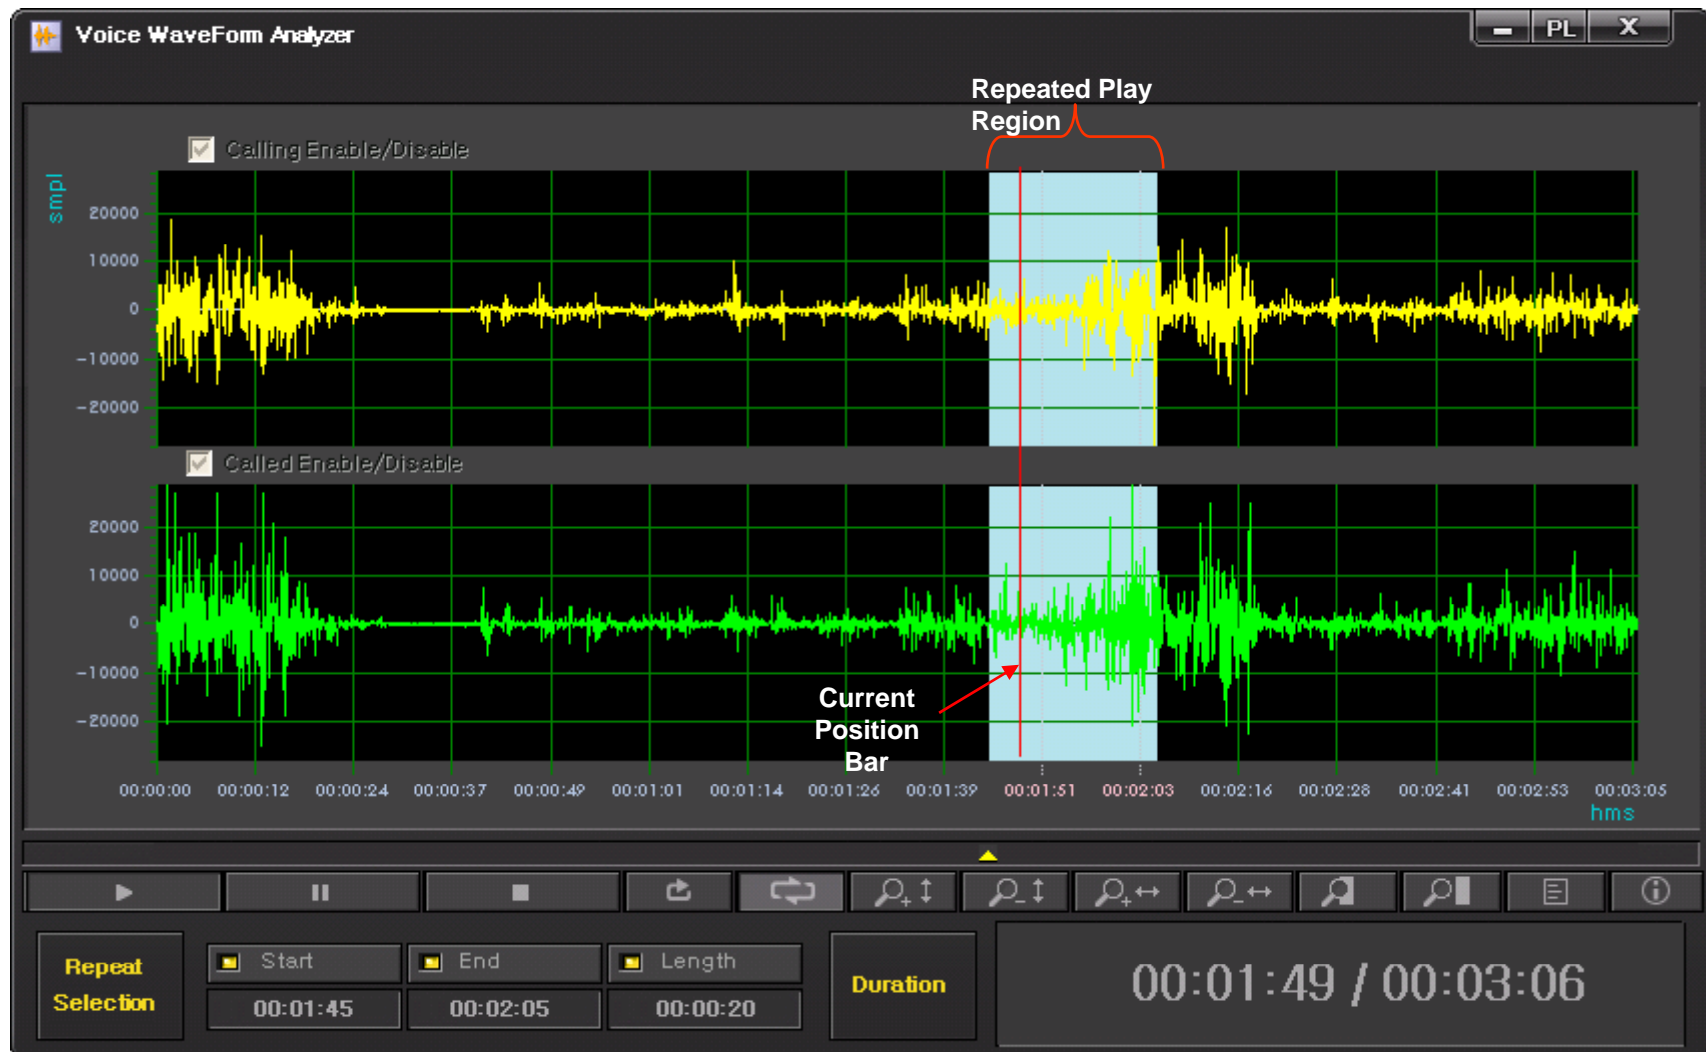 Voice WaveForm Analyzer
PL X
Repeated Play
Region
Calling Enable/Disable
smpl
20000
10000
0
-10000
-20000
Called Enable/Disable
20000
10000
0
-10000
-20000
Current
Position
Bar
00:00:00 00:00:12 00:00:24 00:00:37 00:00:49 00:01:01 00:01:14 00:01:26 00:01:39 00:01:51 00:02:03 00:02:16 00:02:28 00:02:41 00:02:53 00:03:05
hms
Repeat
Selection
Start End Length
00:01:45 00:02:05 00:00:20
Duration
00:01:49 / 00:03:06